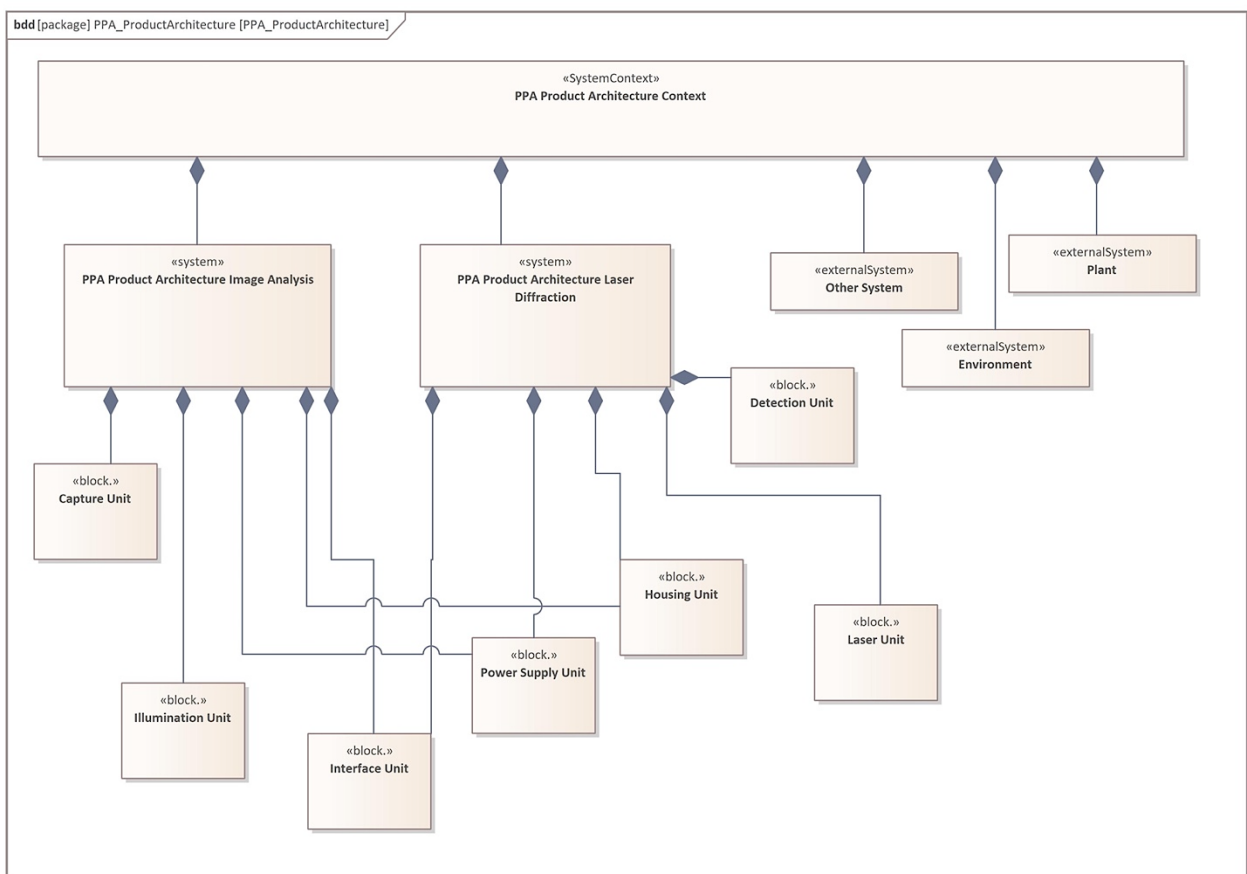 bdd [package] PPA_ProductArchitecture [PPA_ProductArchitecture]
«SystemContext»
PPA Product Architecture Context
«system»
PPA Product Architecture Image Analysis
«system»
PPA Product Architecture Laser
Diffraction
«externalSystem»
Other System
«externalSystem»
Plant
«externalSystem»
Environment
«block.»
Detection Unit
«block.»
Capture Unit
«block.»
Housing Unit
«block.»
Laser Unit
«block.»
Power Supply Unit
«block.»
Illumination Unit
«block.»
Interface Unit